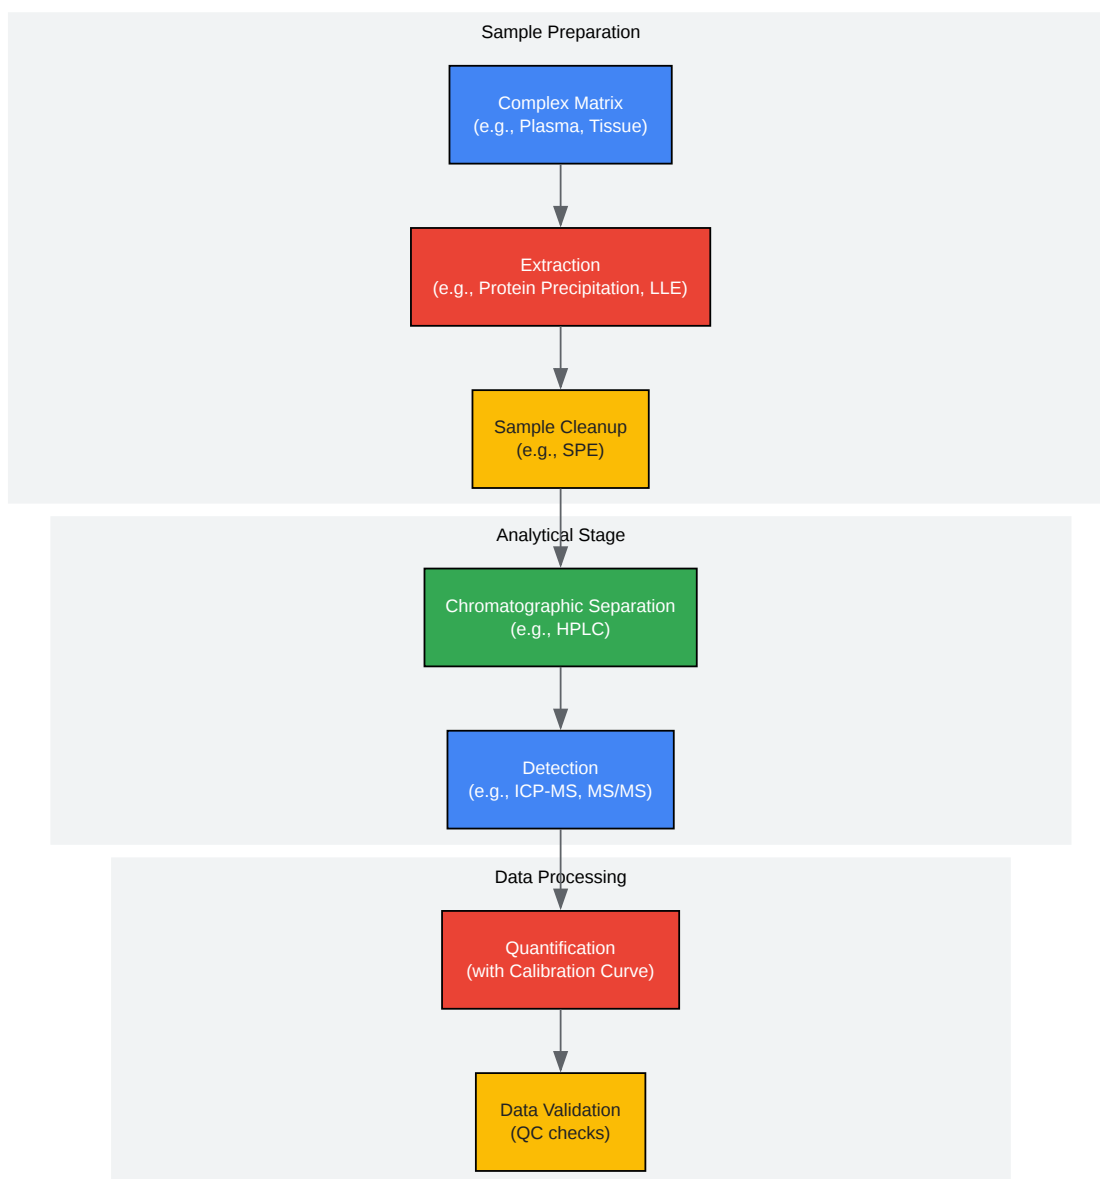 Sample Preparation
Complex Matrix
(e.g., Plasma, Tissue)
Extraction
(e.g., Protein Precipitation, LLE)
Sample Cleanup
(e.g., SPE)
Analytical Stage
Chromatographic Separation
(e.g., HPLC)
Detection
(e.g., ICP-MS, MS/MS)
Data Processing
Quantification
(with Calibration Curve)
Data Validation
(QC checks)